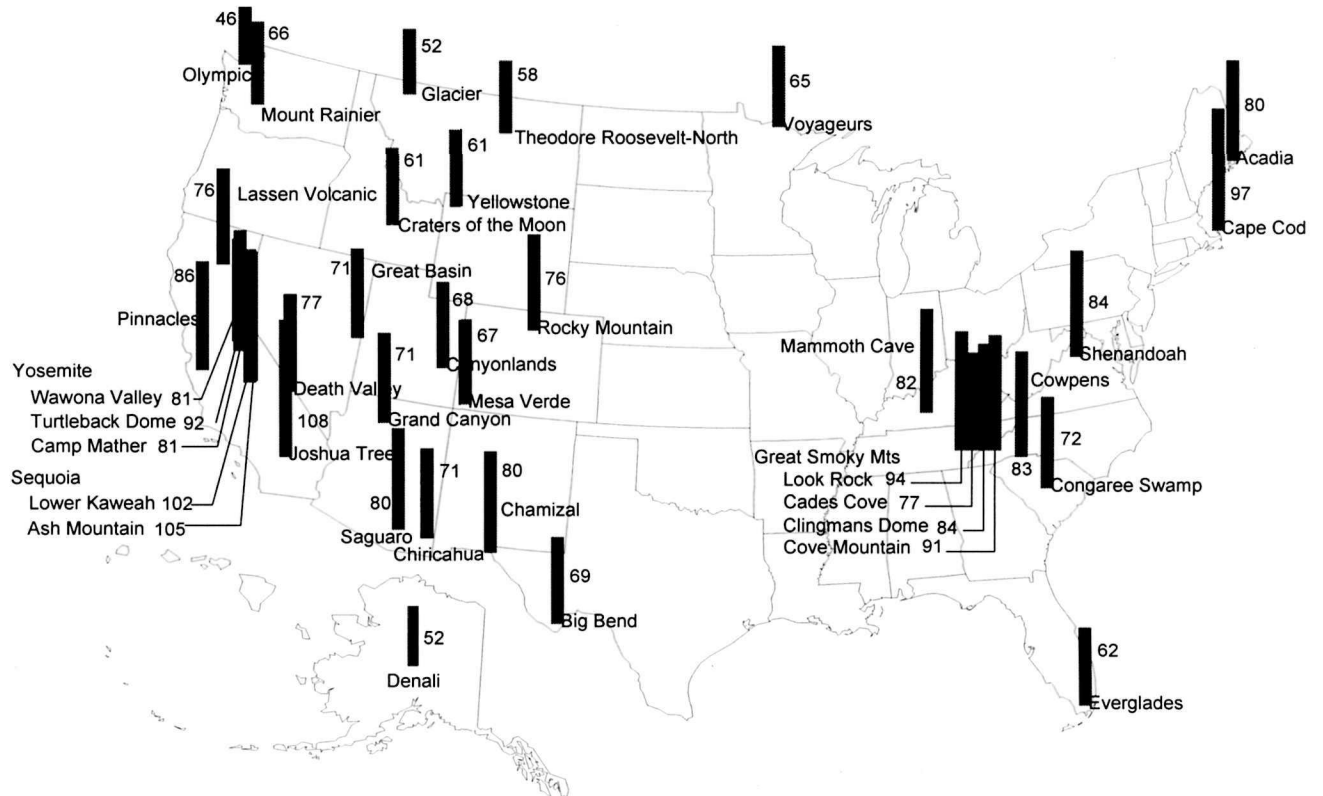 46
66
Olympic
Mount Rainier
52
Glacier
58
Theodore Roosevelt-North
65
Voyageurs
80
Acadia
97
Cape Cod
76
Lassen Volcanic
61
Craters of the Moon
61
Yellowstone
86
Pinnacles
71
Great Basin
68
Canyonlands
76
Rocky Mountain
77
Death Valley
108
Joshua Tree
71
Grand Canyon
67
Mesa Verde
Yosemite
Wawona Valley 81
Turtleback Dome 92
Camp Mather 81
Sequoia
Lower Kaweah 102
Ash Mountain 105
80
Saguaro
71
Chiricahua
80
Chamizal
69
Big Bend
Mammoth Cave
82
84
Shenandoah
Cowpens
83
72
Congaree Swamp
Great Smoky Mts
Look Rock 94
Cades Cove 77
Clingmans Dome 84
Cove Mountain 91
52
Denali
62
Everglades